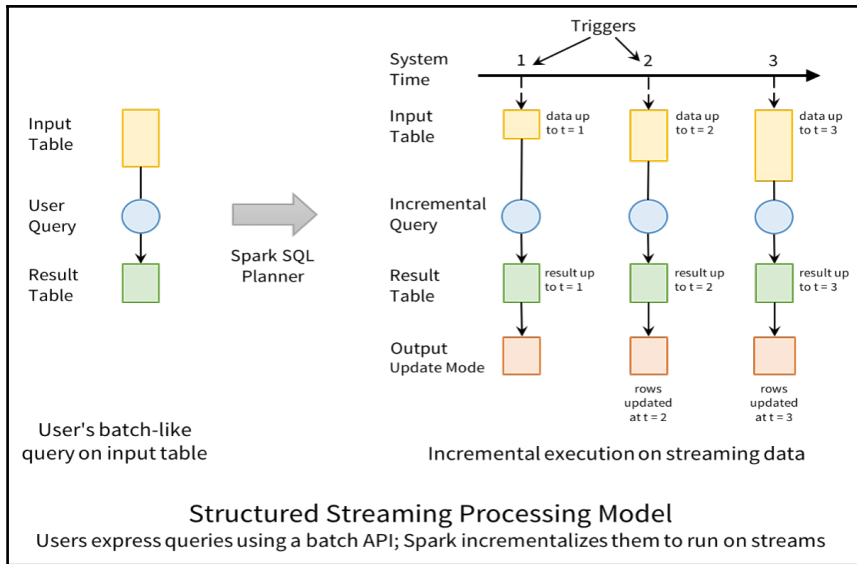 Triggers
System
Time
1
2
3
Input
Table
data up
to t = 1
data up
to t = 2
data up
to t = 3
Input
Table
User
Query
Incremental
Query
Spark SQL
Planner
Result
Table
Result
Table
result up
to t = 1
result up
to t = 2
result up
to t = 3
Output
Update Mode
rows
updated
at t = 2
rows
updated
at t = 3
User's batch-like
query on input table
Incremental execution on streaming data
Structured Streaming Processing Model
Users express queries using a batch API; Spark incrementalizes them to run on streams